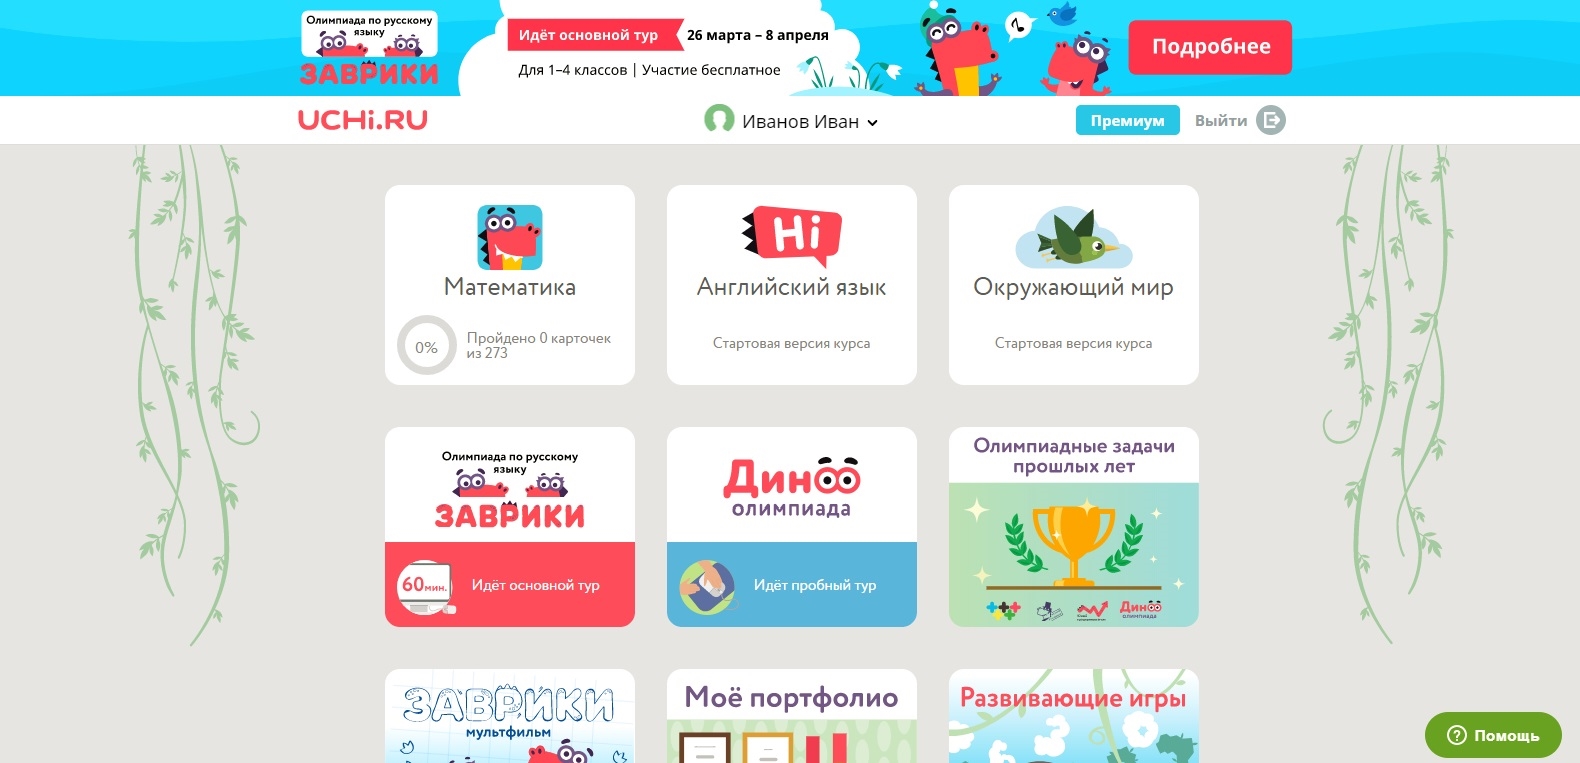 Олимпиада по русскому
языку
ЗАВРИКИ
Идёт основной тур
26 марта – 8 апреля
Для 1–4 классов | Участие бесплатное
Подробнее
UCHi.RU
Иванов Иван
Премиум
Выйти
Математика
0%
Пройдено 0 карточек
из 273
Hi
Английский язык
Стартовая версия курса
Окружающий мир
Стартовая версия курса
Олимпиада по русскому
языку
ЗАВРИКИ
60 мин.
Идёт основной тур
Дино
олимпиада
Идёт пробный тур
Олимпиадные задачи
прошлых лет
Дино
олимпиада
ЗАВРИКИ
мультфильм
Моё портфолио
Развивающие игры
Помощь